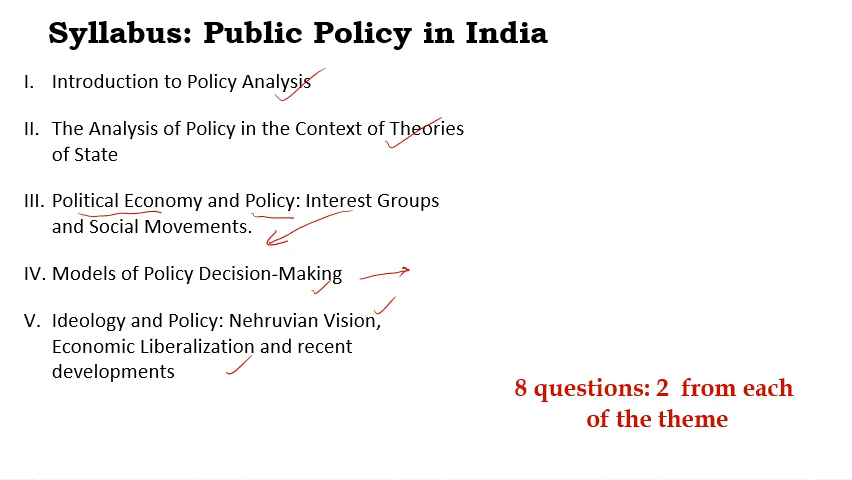 Syllabus: Public Policy in India
I. Introduction to Policy Analysis
II. The Analysis of Policy in the Context of Theories
of State
III. Political Economy and Policy: Interest Groups
and Social Movements.
IV. Models of Policy Decision-Making
V. Ideology and Policy: Nehruvian Vision,
Economic Liberalization and recent
developments
8 questions: 2 from each
of the theme